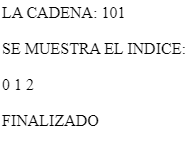 LA CADENA: 101
SE MUESTRA EL INDICE:
0 1 2
FINALIZADO